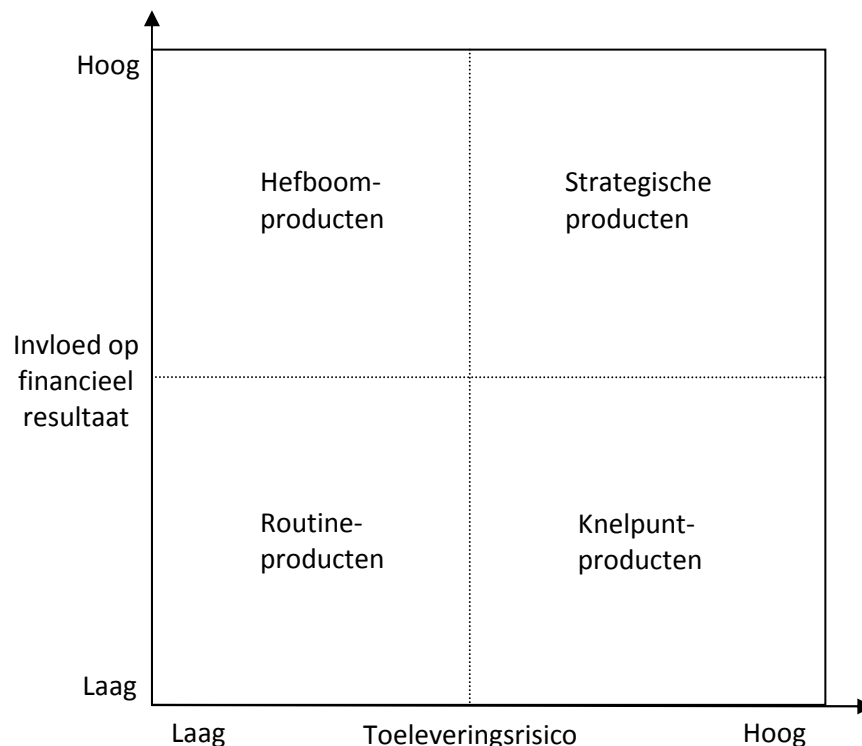 Hoog
Hefboom-
producten
Strategische
producten
Invloed op
financieel
resultaat
Routine-
producten
Knelpunt-
producten
Laag
Laag
Toeleveringsrisico
Hoog